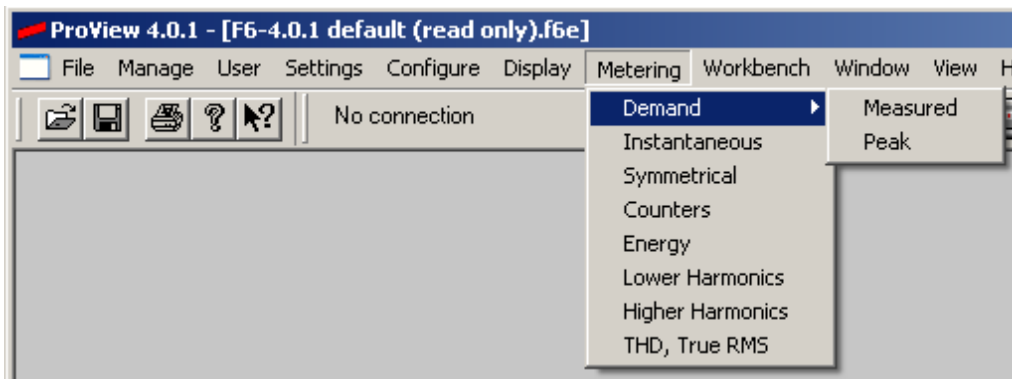 ProView 4.0.1 - [F6-4.0.1 default (read only).f6e]
File Manage User Settings Configure Display Metering Workbench Window View H
No connection
Demand
Measured
Peak
Instantaneous
Symmetrical
Counters
Energy
Lower Harmonics
Higher Harmonics
THD, True RMS